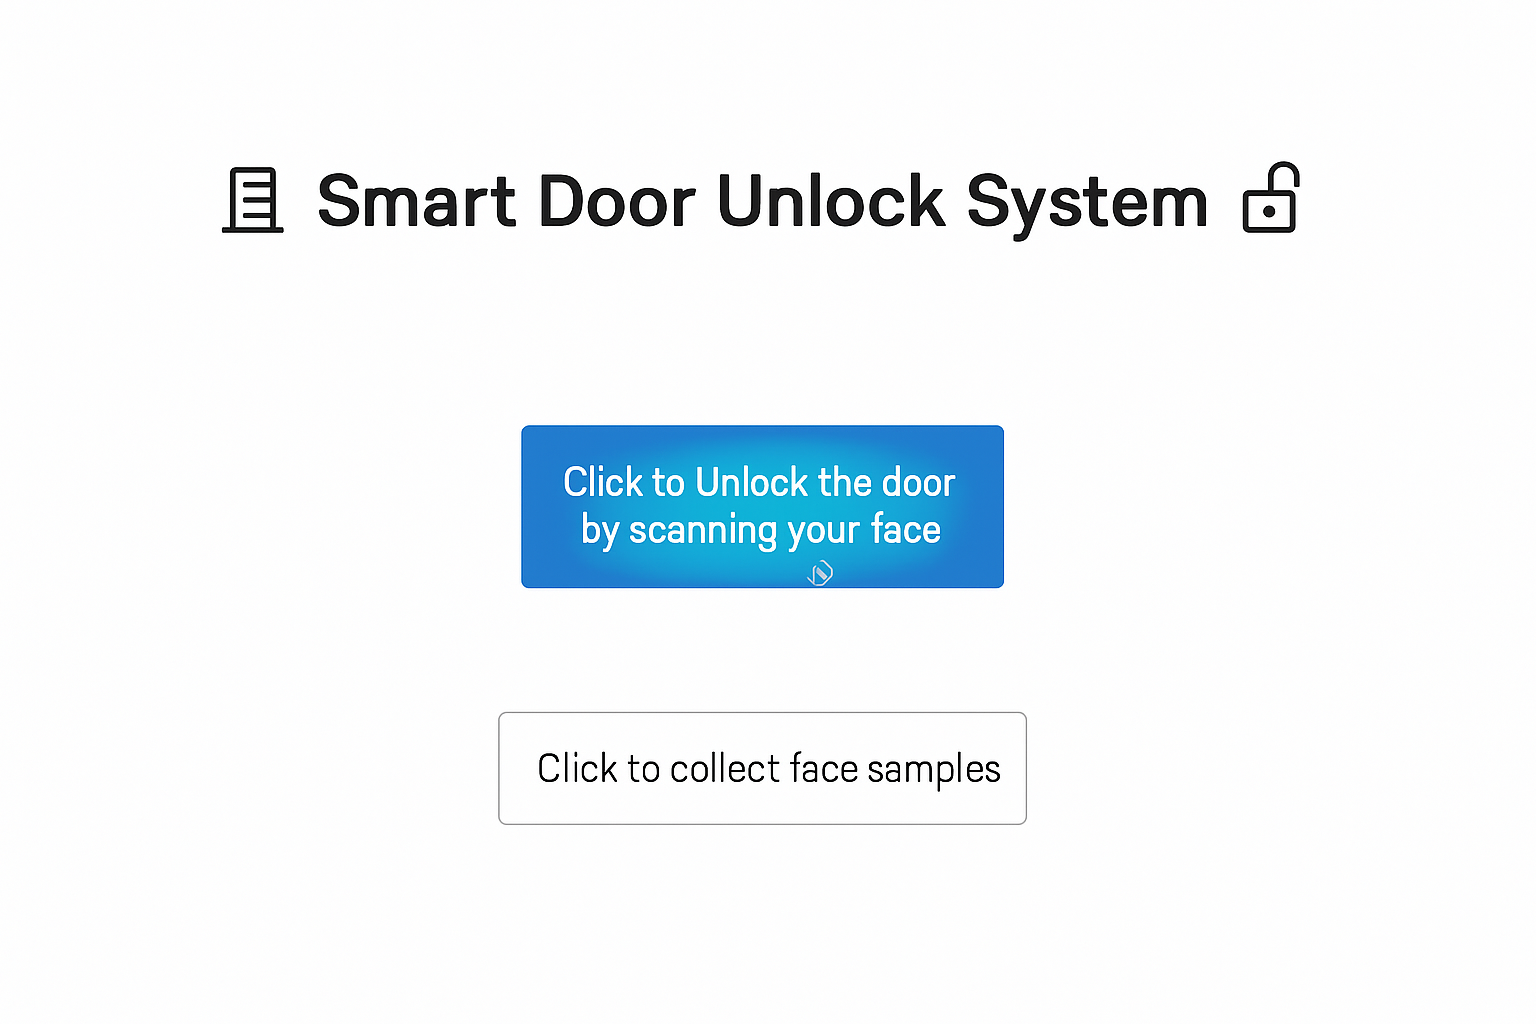 Smart Door Unlock System
Click to Unlock the door
by scanning your face
Click to collect face samples